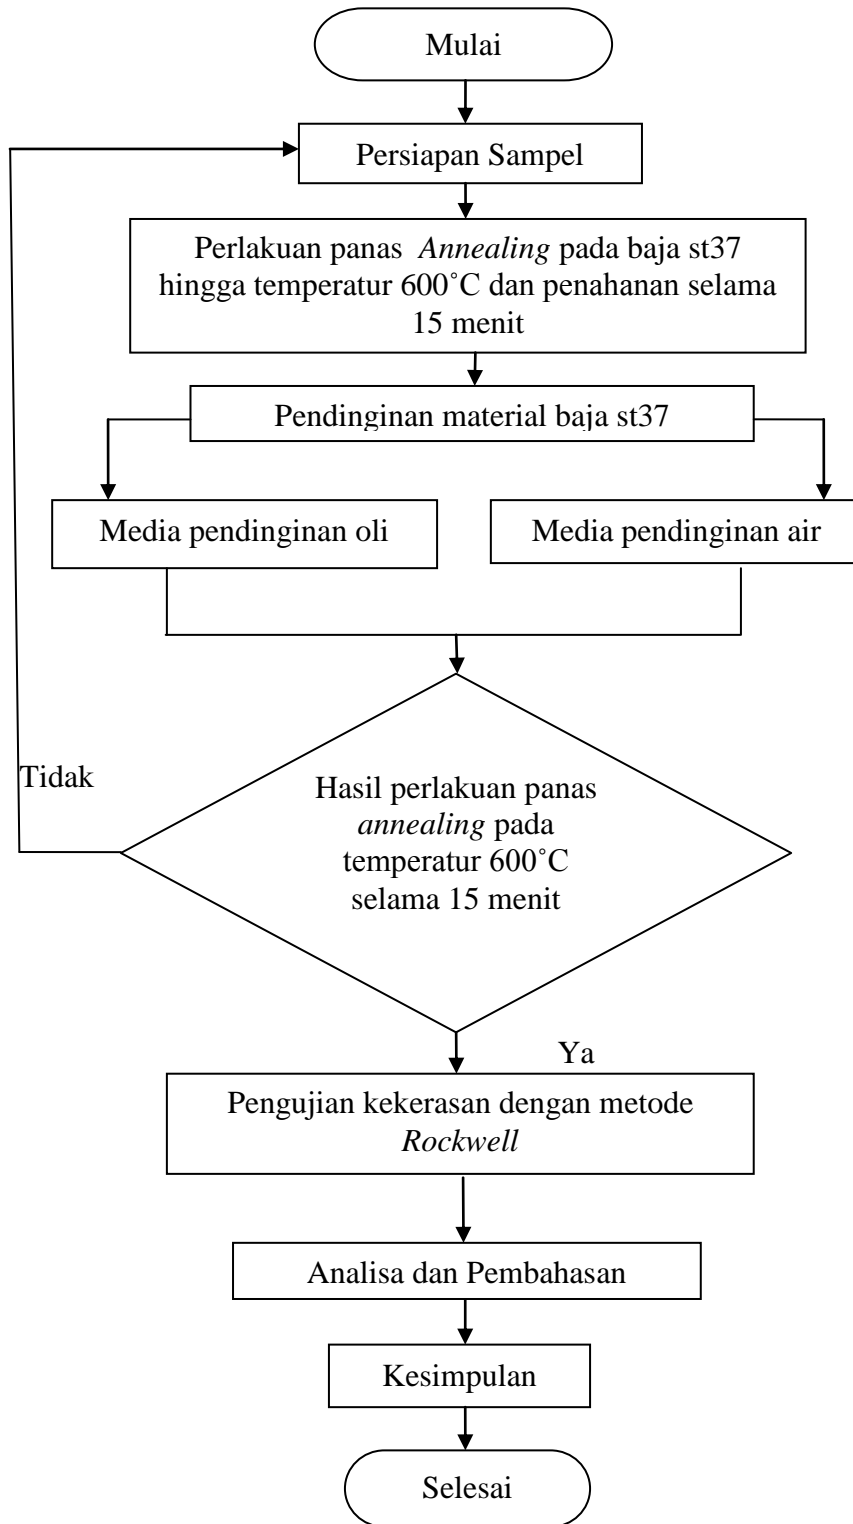 Mulai
Persiapan Sampel
Perlakuan panas Annealing pada baja st37
hingga temperatur 600˚C dan penahanan selama
15 menit
Pendinginan material baja st37
Media pendinginan oli
Media pendinginan air
Tidak
Hasil perlakuan panas
annealing pada
temperatur 600˚C
selama 15 menit
Ya
Pengujian kekerasan dengan metode
Rockwell
Analisa dan Pembahasan
Kesimpulan
Selesai